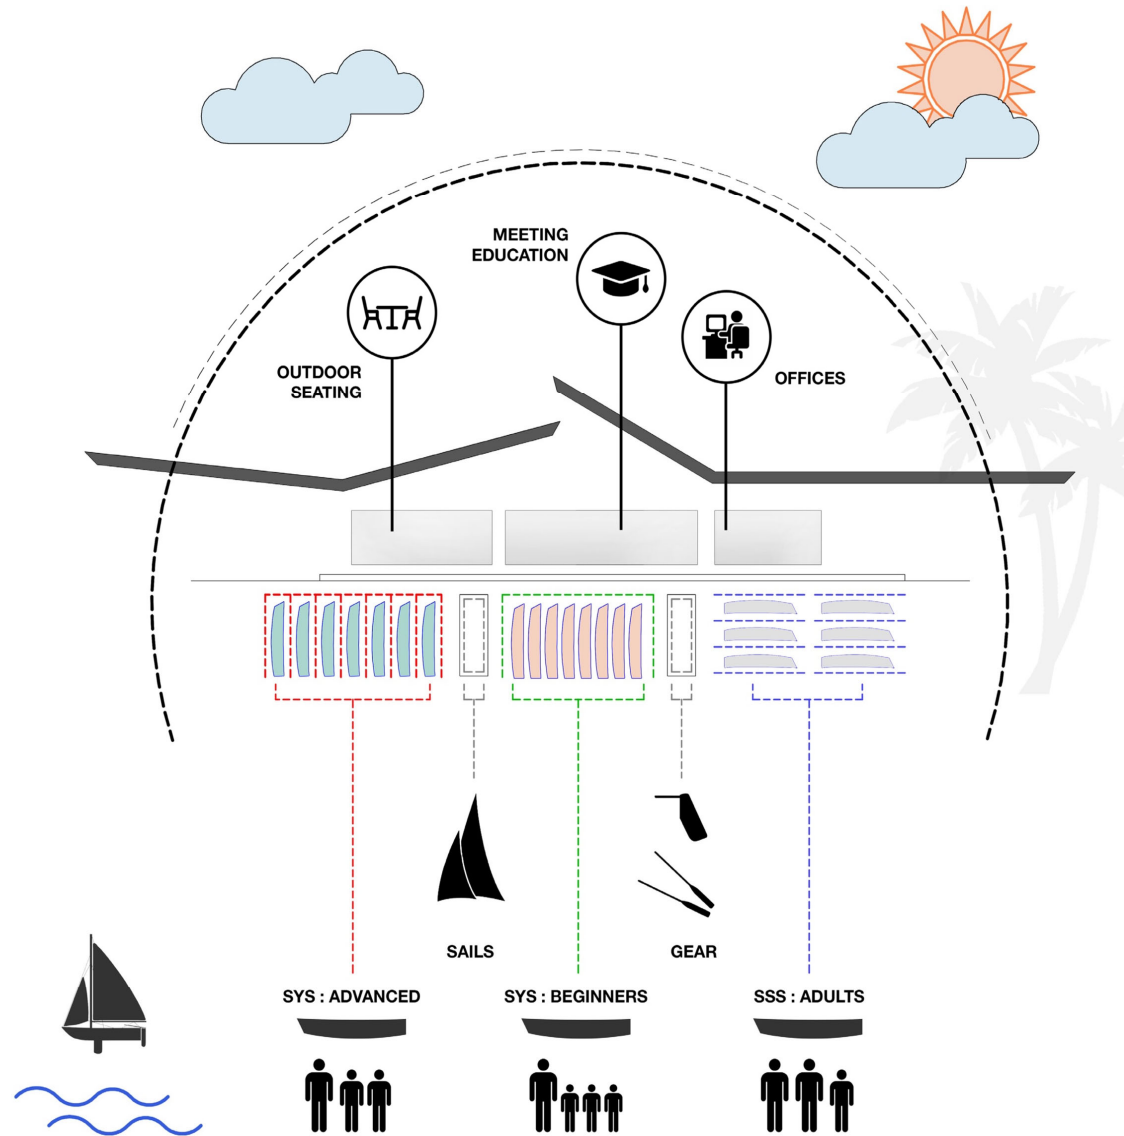 MEETING
EDUCATION
OUTDOOR
SEATING
OFFICES
SAILS
GEAR
SYS : ADVANCED
SYS : BEGINNERS
SSS : ADULTS